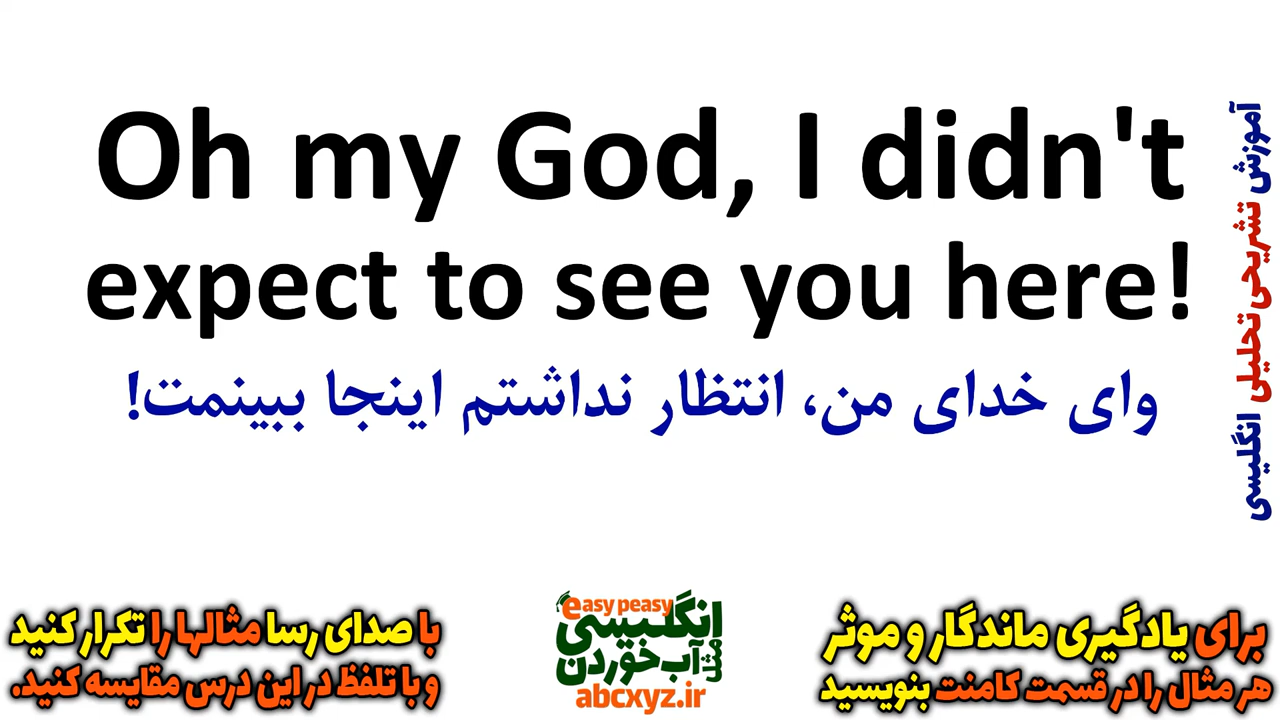 Oh my God, I didn't
expect to see you here!
وای خدای من، انتظار نداشتم اینجا ببینمت!
آموزش تشریحی تحلیلی انگلیسی
برای یادگیری ماندگار و موثر
هر مثال را در قسمت کامنت بنویسید
easy peasy
انگلیسی
مثل آب خوردن
abcxyz.ir
با صدای رسا مثالها را تکرار کنید
و با تلفظ در این درس مقایسه کنید.